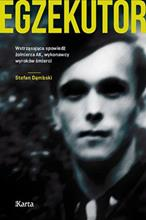 EGZEKUTOR
Wstrząsająca spowiedź
żołnierza AK, wykonawcy
wyroków śmierci
Stefan Dąmbski
Karta